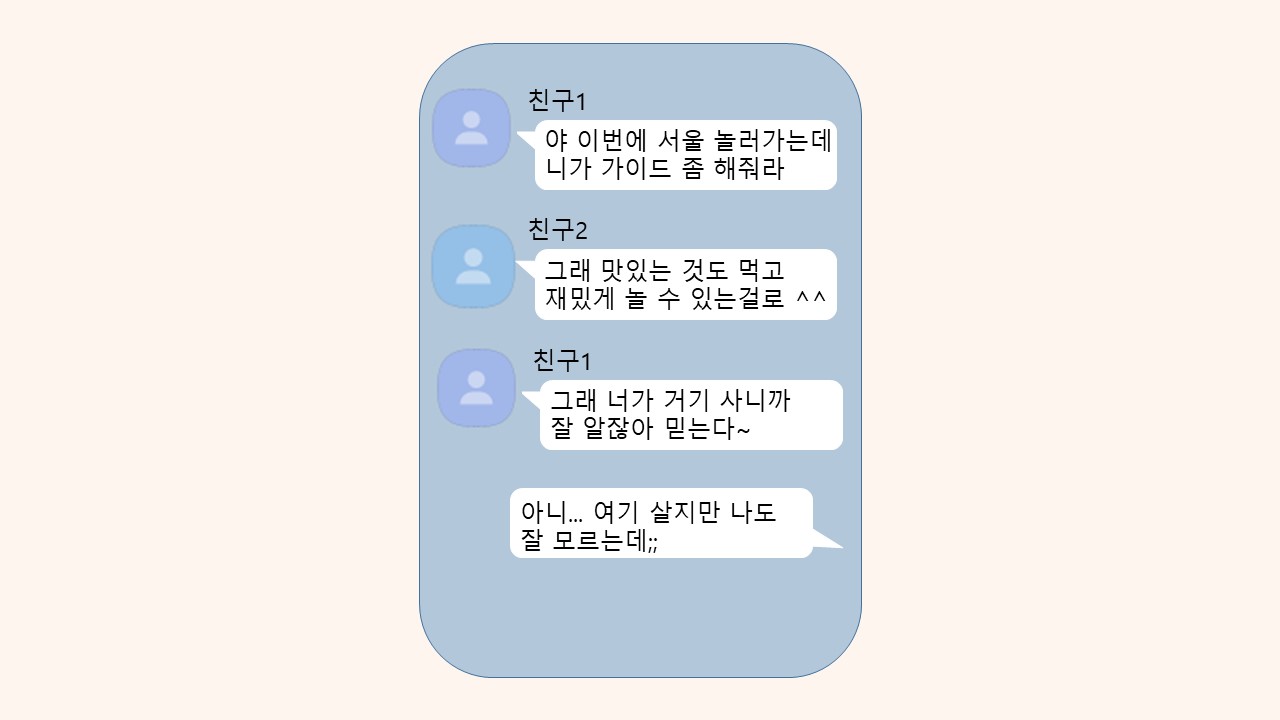 친구1
야 이번에 서울 놀러가는데
니가 가이드 좀 해줘라
친구2
그래 맛있는 것도 먹고
재밌게 놀 수 있는걸로 ^^
친구1
그래 너가 거기 사니까
잘 알잖아 믿는다~
아니... 여기 살지만 나도
잘 모르는데;;